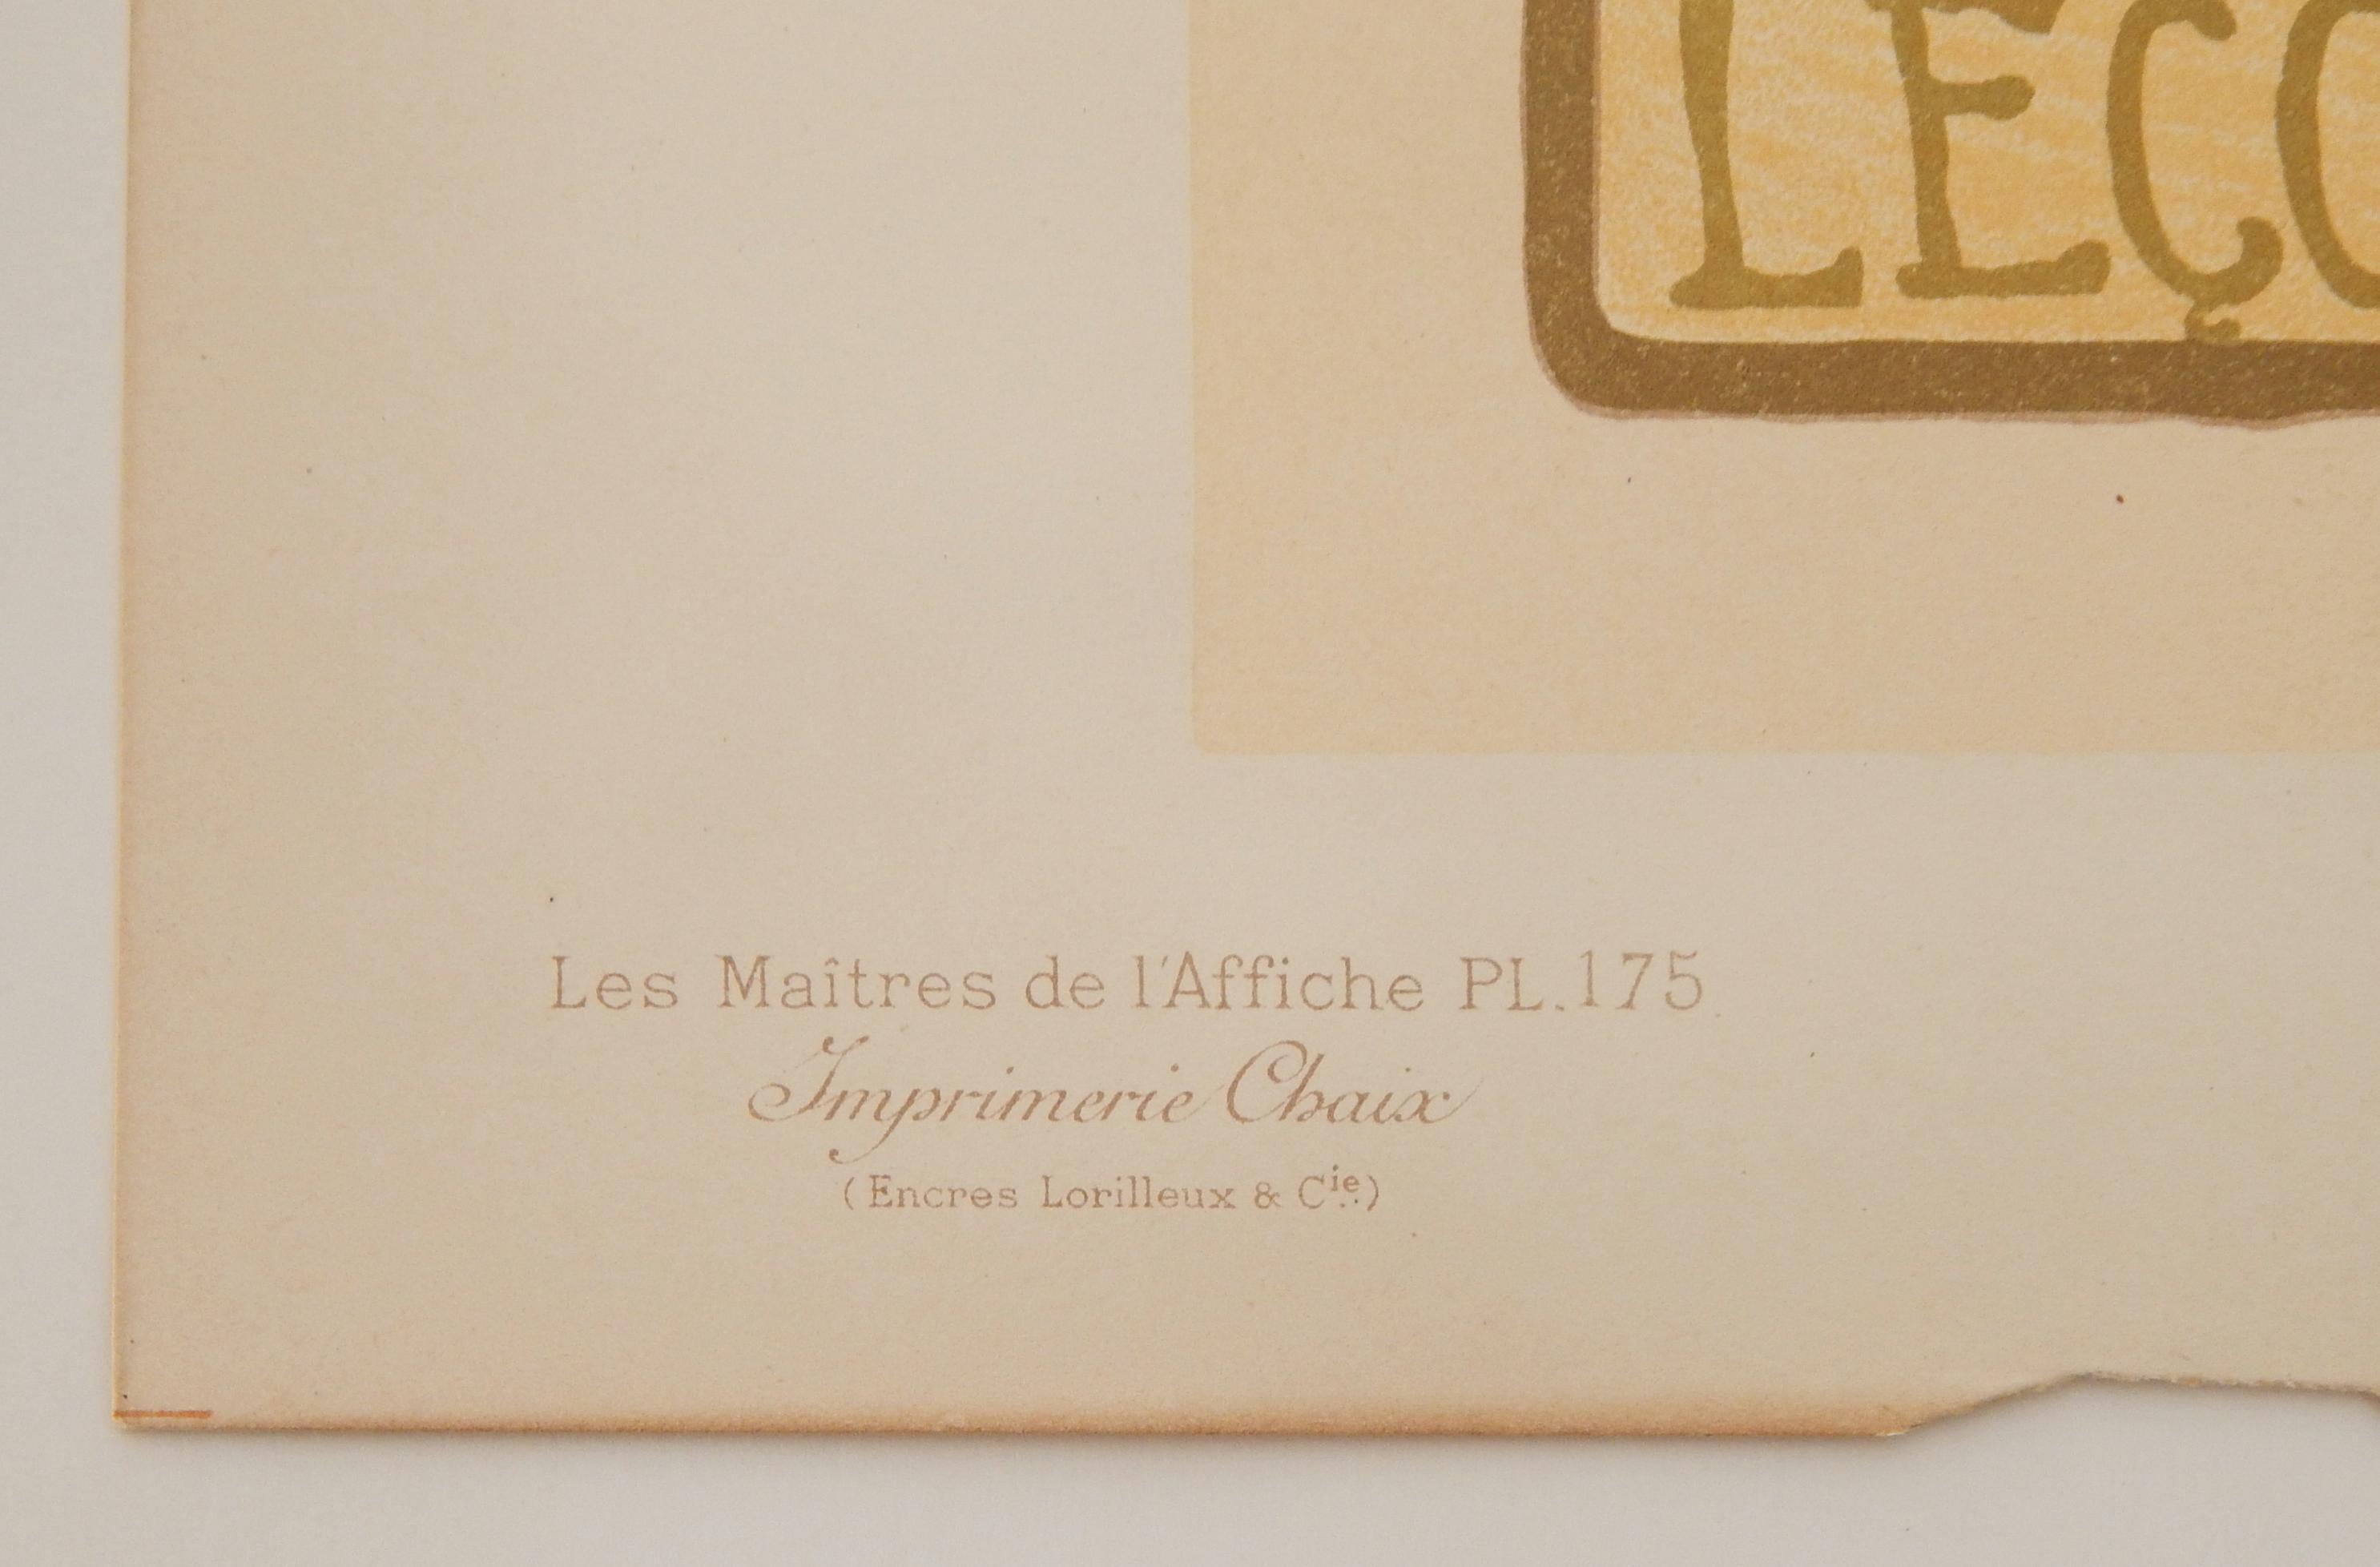 LEÇO
Les Maîtres de l'Affiche PL.175
Imprimerie Chaix
(Encres Lorilleux & Cie.)